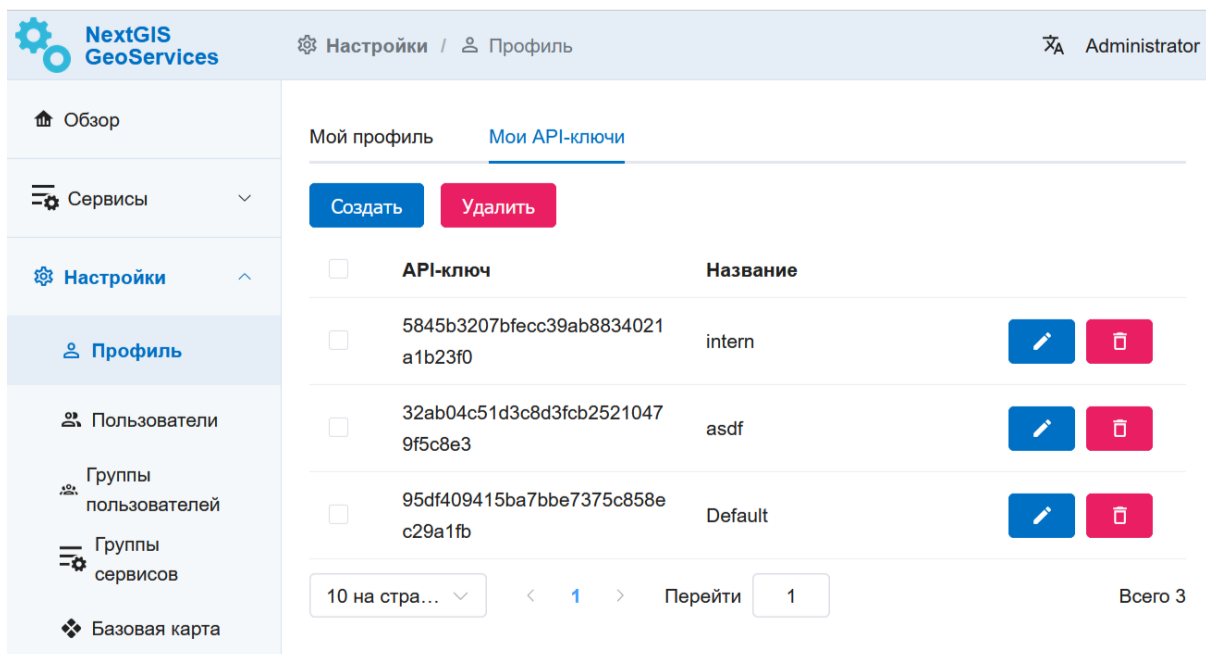 NextGIS
GeoServices
Настройки / Профиль
Administrator
Обзор
Сервисы
Настройки
Профиль
Пользователи
Группы
пользователей
Группы
сервисов
Базовая карта
Мой профиль
Мои API-ключи
Создать
Удалить
API-ключ
Название
5845b3207bfecc39ab8834021
a1b23f0
intern
32ab04c51d3c8d3fcb2521047
9f5c8e3
asdf
95df409415ba7bbe7375c858e
c29a1fb
Default
10 на стра...
1
Перейти
1
Всего 3